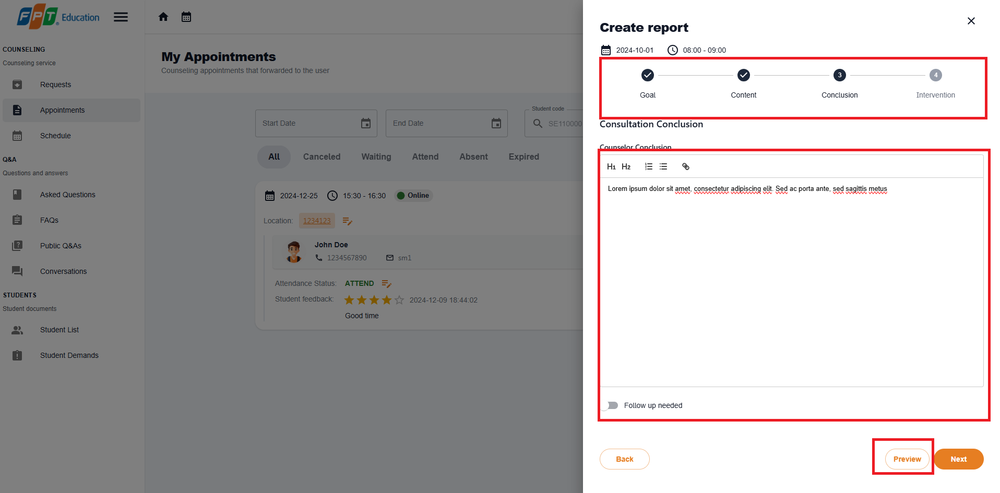 FPT Education
COUNSELING
Counseling service
Requests
Appointments
Schedule
Q&A
Questions and answers
Asked Questions
FAQs
Public Q&As
Conversations
STUDENTS
Student documents
Student List
Student Demands
My Appointments
Counseling appointments that forwarded to the user
Start Date
End Date
Student code
SE110000
All Canceled Waiting Attend Absent Expired
2024-12-25 15:30 - 16:30 Online
Location: 1234123
John Doe
1234567890 sm1
Attendance Status: ATTEND
Student feedback: 2024-12-09 18:44:02
Good time
Create report
2024-10-01 08:00 - 09:00
3 4
Goal Content Conclusion Intervention
Consultation Conclusion
Counselor Conclusion
H1 H2
Lorem ipsum dolor sit amet, consectetur adipiscing elit. Sed ac porta ante, sed sagittis metus
Follow up needed
Back Preview Next